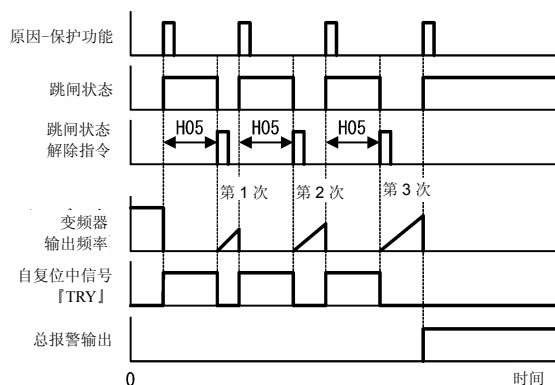 原因-保护功能
跳闸状态
跳闸状态
解除指令
H05 H05 H05
第 1 次 第 2 次 第 3 次
变频器
输出频率
自复位中信号
『TRY』
总报警输出
0 时间